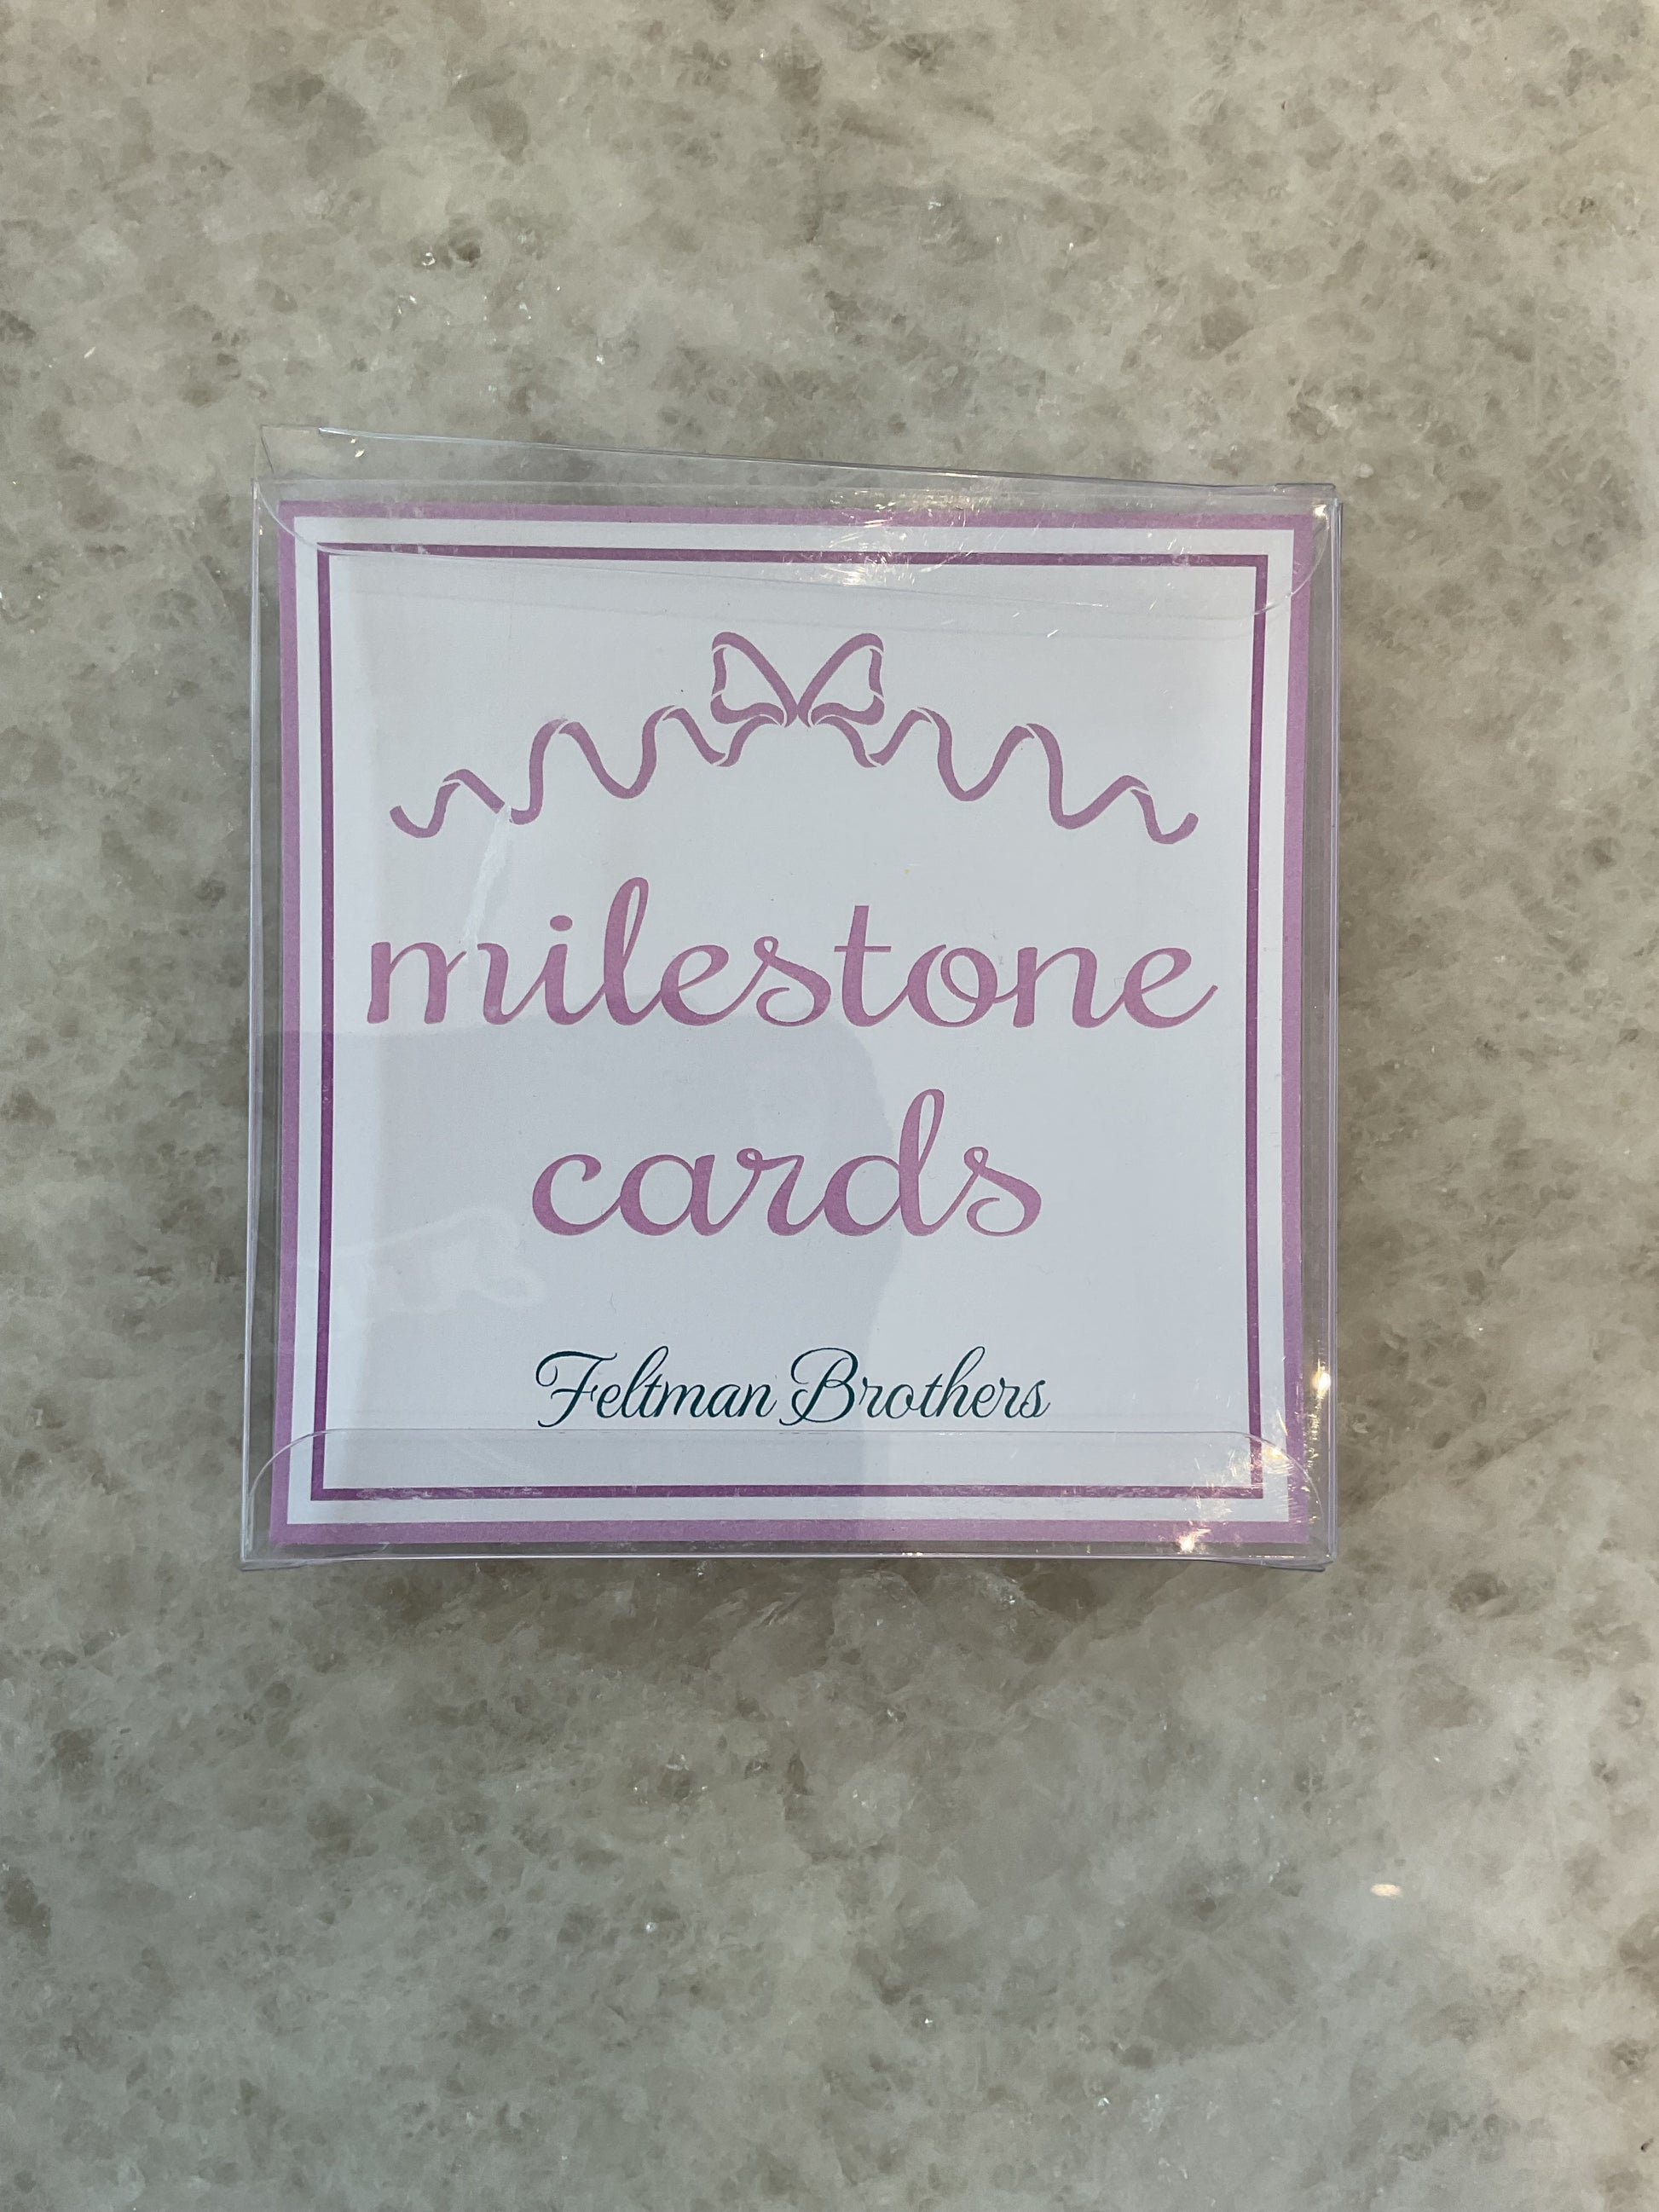 milestone
cards
Feltman Brothers